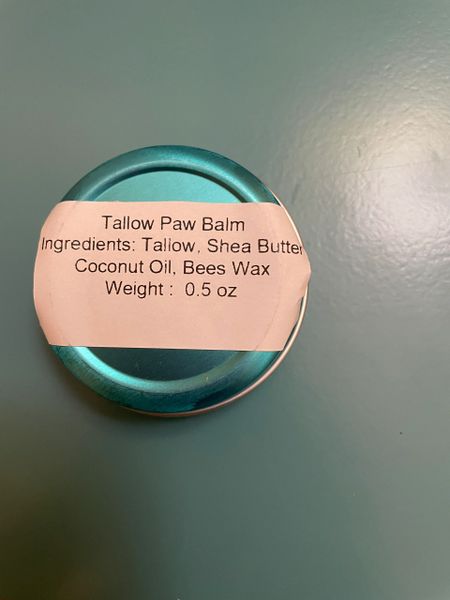 Tallow Paw Balm
Ingredients: Tallow, Shea Butter
Coconut Oil, Bees Wax
Weight : 0.5 oz